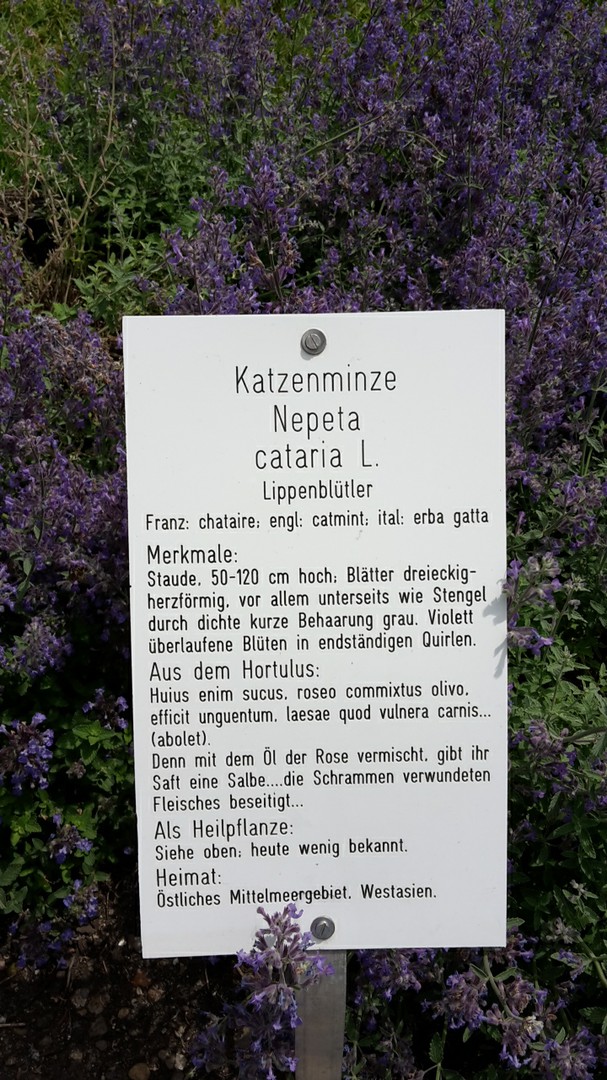 Katzenminze
Nepeta
cataria L.
Lippenblütler
Franz: chataire; engl: catmint; ital: erba gatta
Merkmale:
Staude, 50-120 cm hoch; Blätter dreieckig-
herzförmig, vor allem unterseits wie Stengel
durch dichte kurze Behaarung grau. Violett
überlaufene Blüten in endständigen Quirlen.
Aus dem Hortulus:
Huius enim sucus, roseo commixtus olivo,
efficit unguentum, laesae quod vulnera carnis...
(abolet).
Denn mit dem Öl der Rose vermischt, gibt ihr
Saft eine Salbe....die Schrammen verwundeten
Fleisches beseitigt...
Als Heilpflanze:
Siehe oben; heute wenig bekannt.
Heimat:
Östliches Mittelmeergebiet, Westasien.